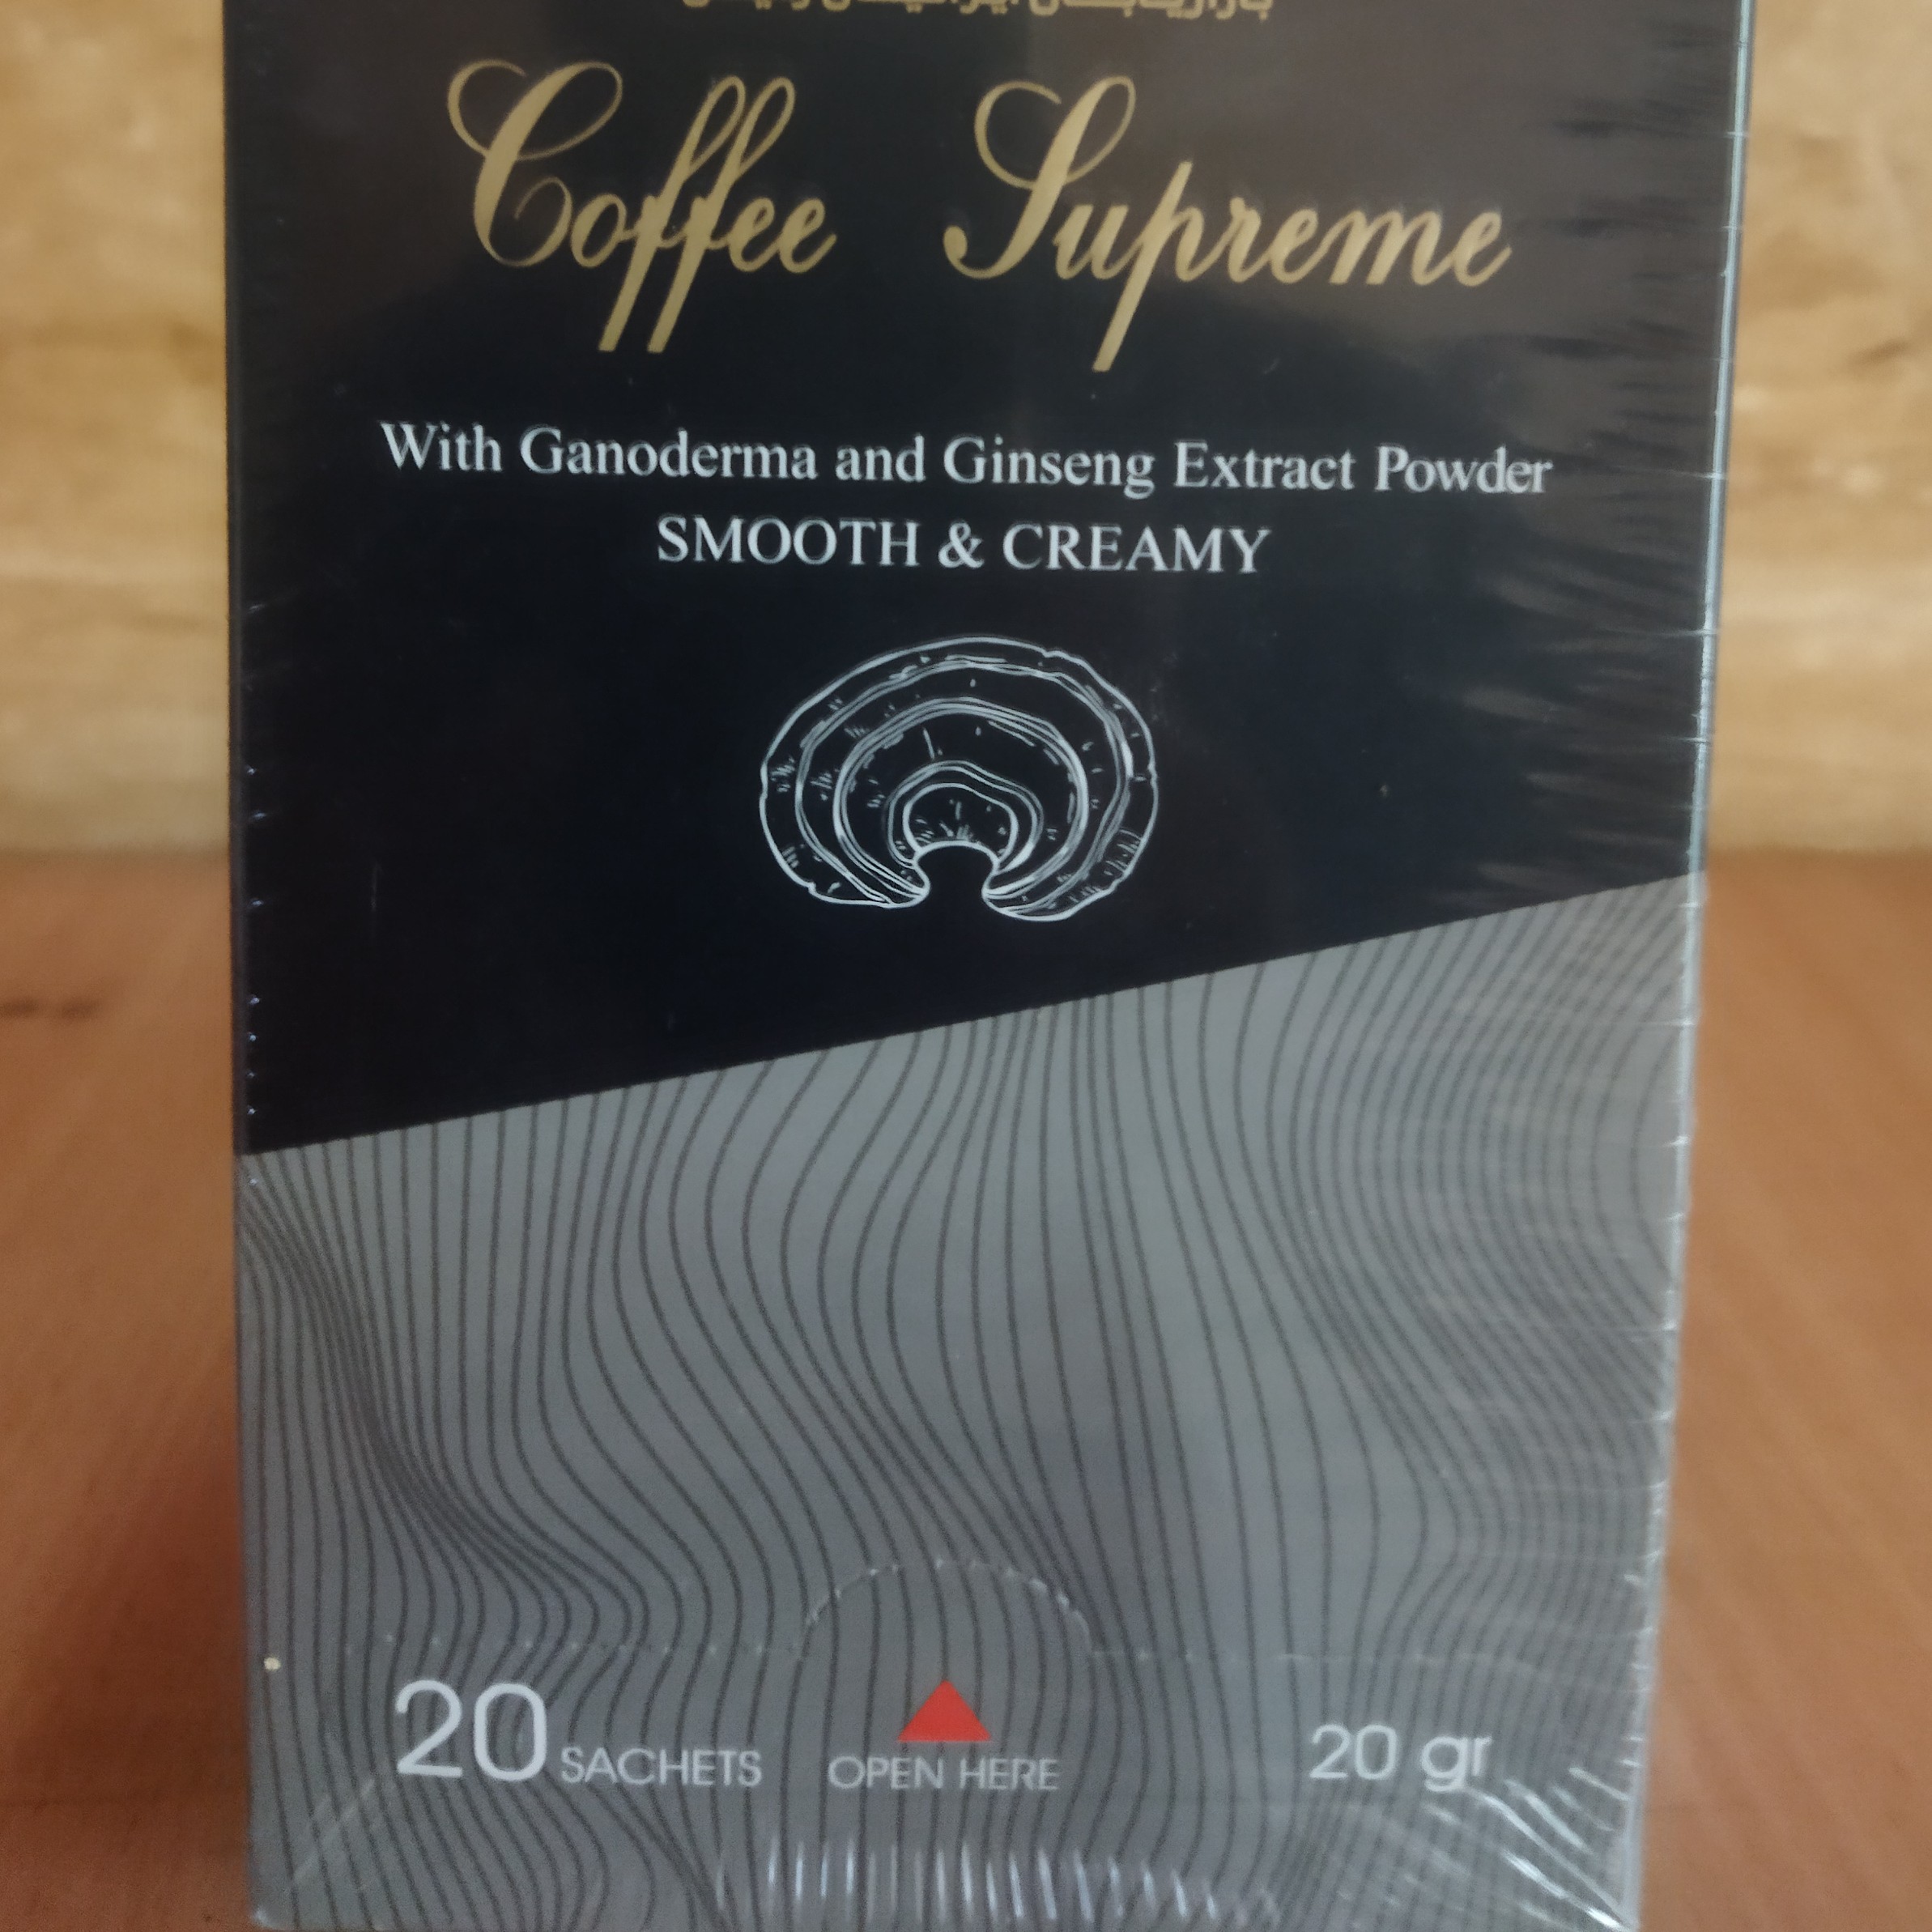 Coffee Supreme
With Ganoderma and Ginseng Extract Powder
SMOOTH & CREAMY
20 SACHETS
OPEN HERE
20 gr